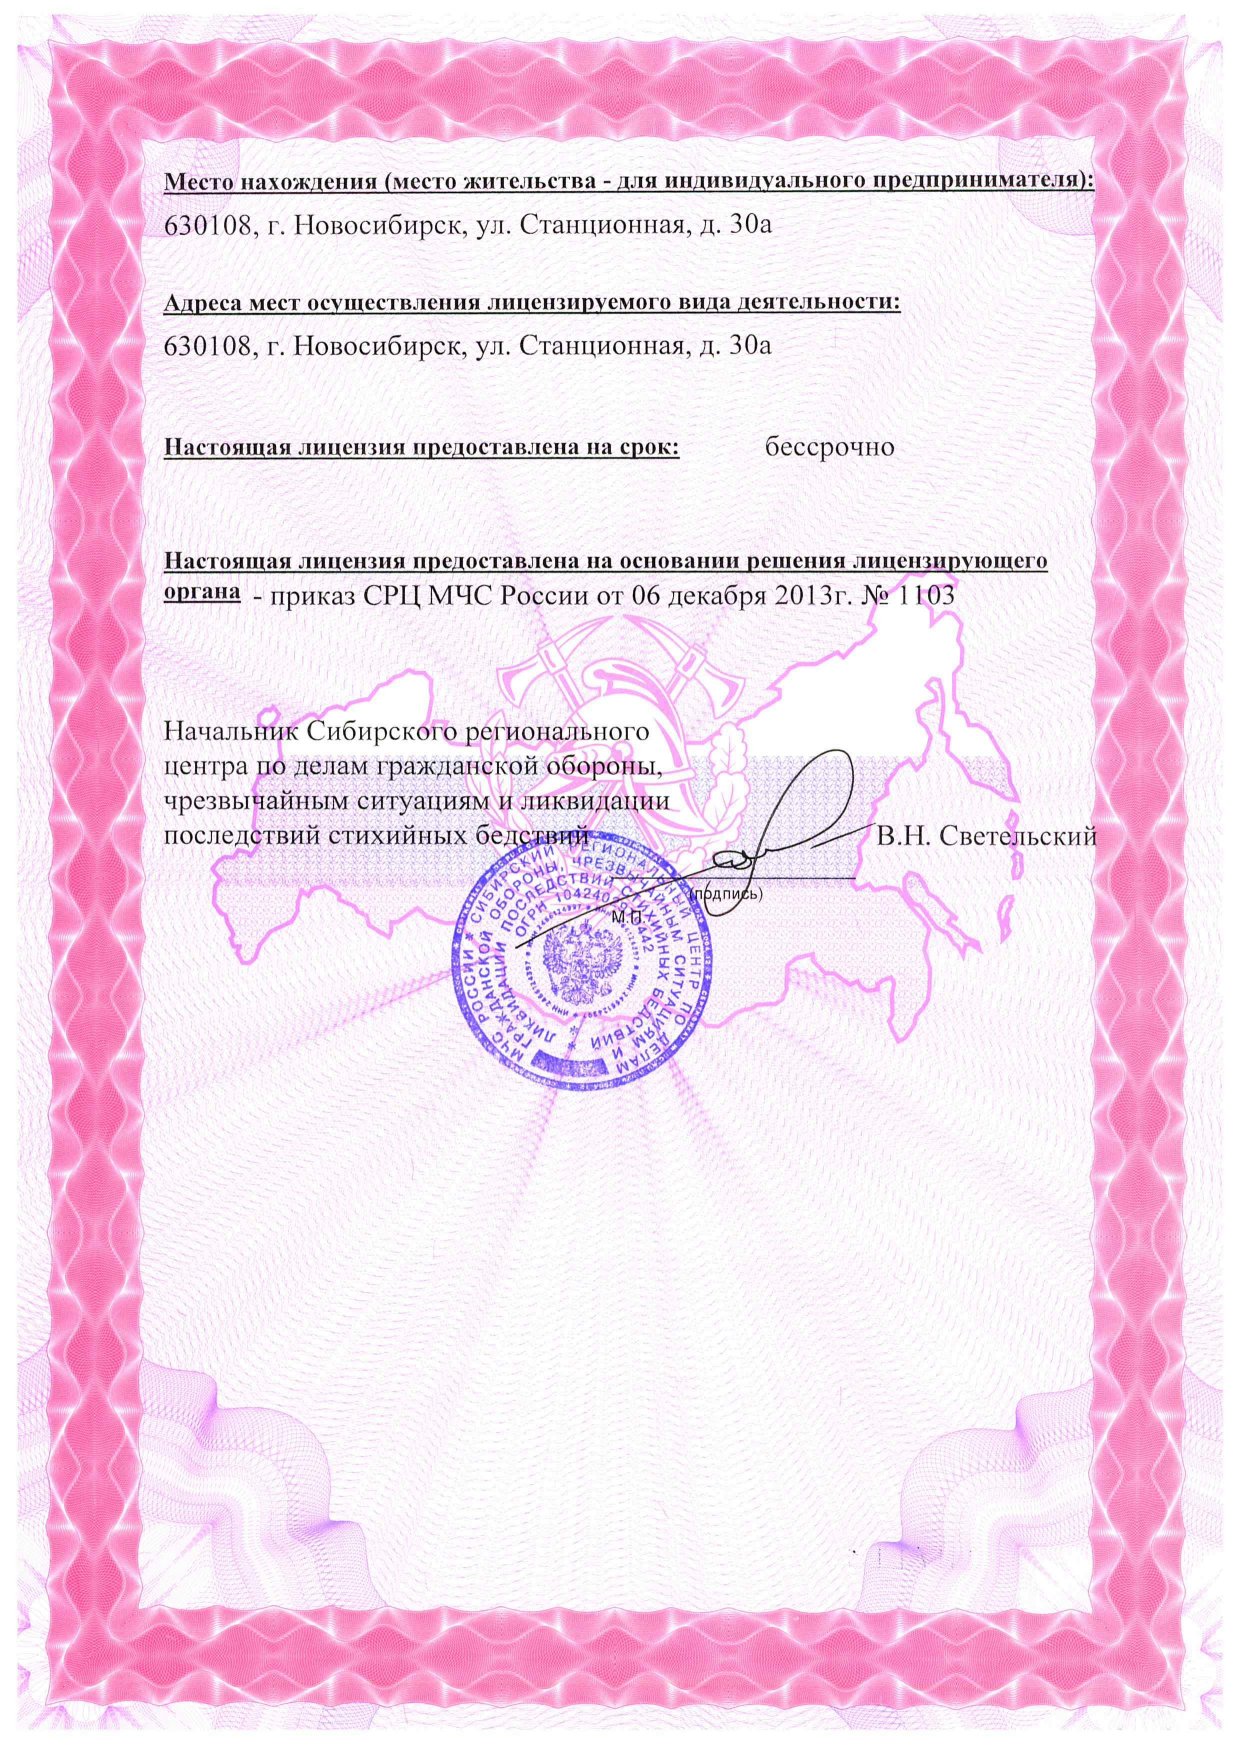 Место нахождения (место жительства - для индивидуального предпринимателя):
630108, г. Новосибирск, ул. Станционная, д. 30а
Адреса мест осуществления лицензируемого вида деятельности:
630108, г. Новосибирск, ул. Станционная, д. 30а
Настоящая лицензия предоставлена на срок: бессрочно
Настоящая лицензия предоставлена на основании решения лицензирующего
органа - приказ СРЦ МЧС России от 06 декабря 2013г. № 1103
Начальник Сибирского регионального
центра по делам гражданской обороны,
чрезвычайным ситуациям и ликвидации
последствий стихийных бедствий В.Н. Светельский
(подпись)
М.П.
МЧС РОССИИ * СИБИРСКИЙ РЕГИОНАЛЬНЫЙ ЦЕНТР ПО ДЕЛАМ
ГРАЖДАНСКОЙ ОБОРОНЫ, ЧРЕЗВЫЧАЙНЫМ СИТУАЦИЯМ И
ЛИКВИДАЦИИ ПОСЛЕДСТВИЙ СТИХИЙНЫХ БЕДСТВИЙ *
ОГРН